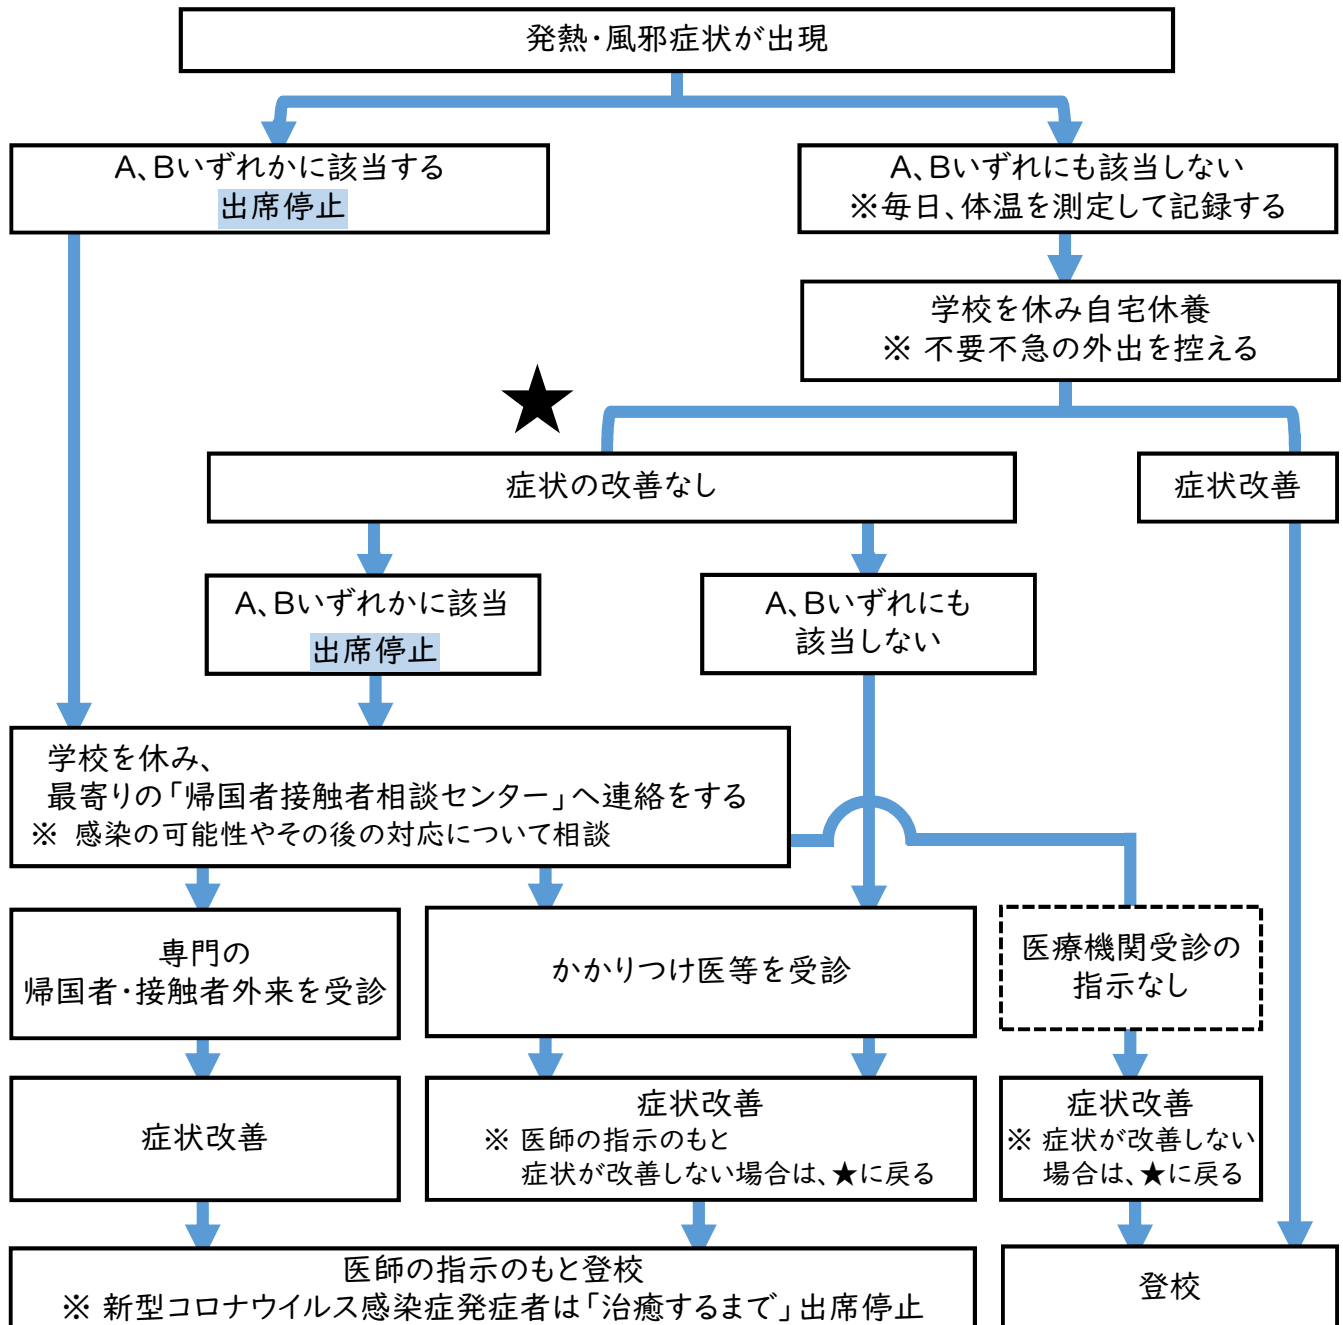 発熱・風邪症状が出現
A、Bいずれかに該当する
出席停止
A、Bいずれにも該当しない
※毎日、体温を測定して記録する
学校を休み自宅休養
※ 不要不急の外出を控える
★
症状の改善なし
症状改善
A、Bいずれかに該当
出席停止
A、Bいずれにも
該当しない
学校を休み、
最寄りの「帰国者接触者相談センター」へ連絡をする
※ 感染の可能性やその後の対応について相談
専門の
帰国者・接触者外来を受診
かかりつけ医等を受診
医療機関受診の
指示なし
症状改善
症状改善
※ 医師の指示のもと
症状が改善しない場合は、★に戻る
症状改善
※ 症状が改善しない
場合は、★に戻る
医師の指示のもと登校
※ 新型コロナウイルス感染症発症者は「治癒するまで」出席停止
登校